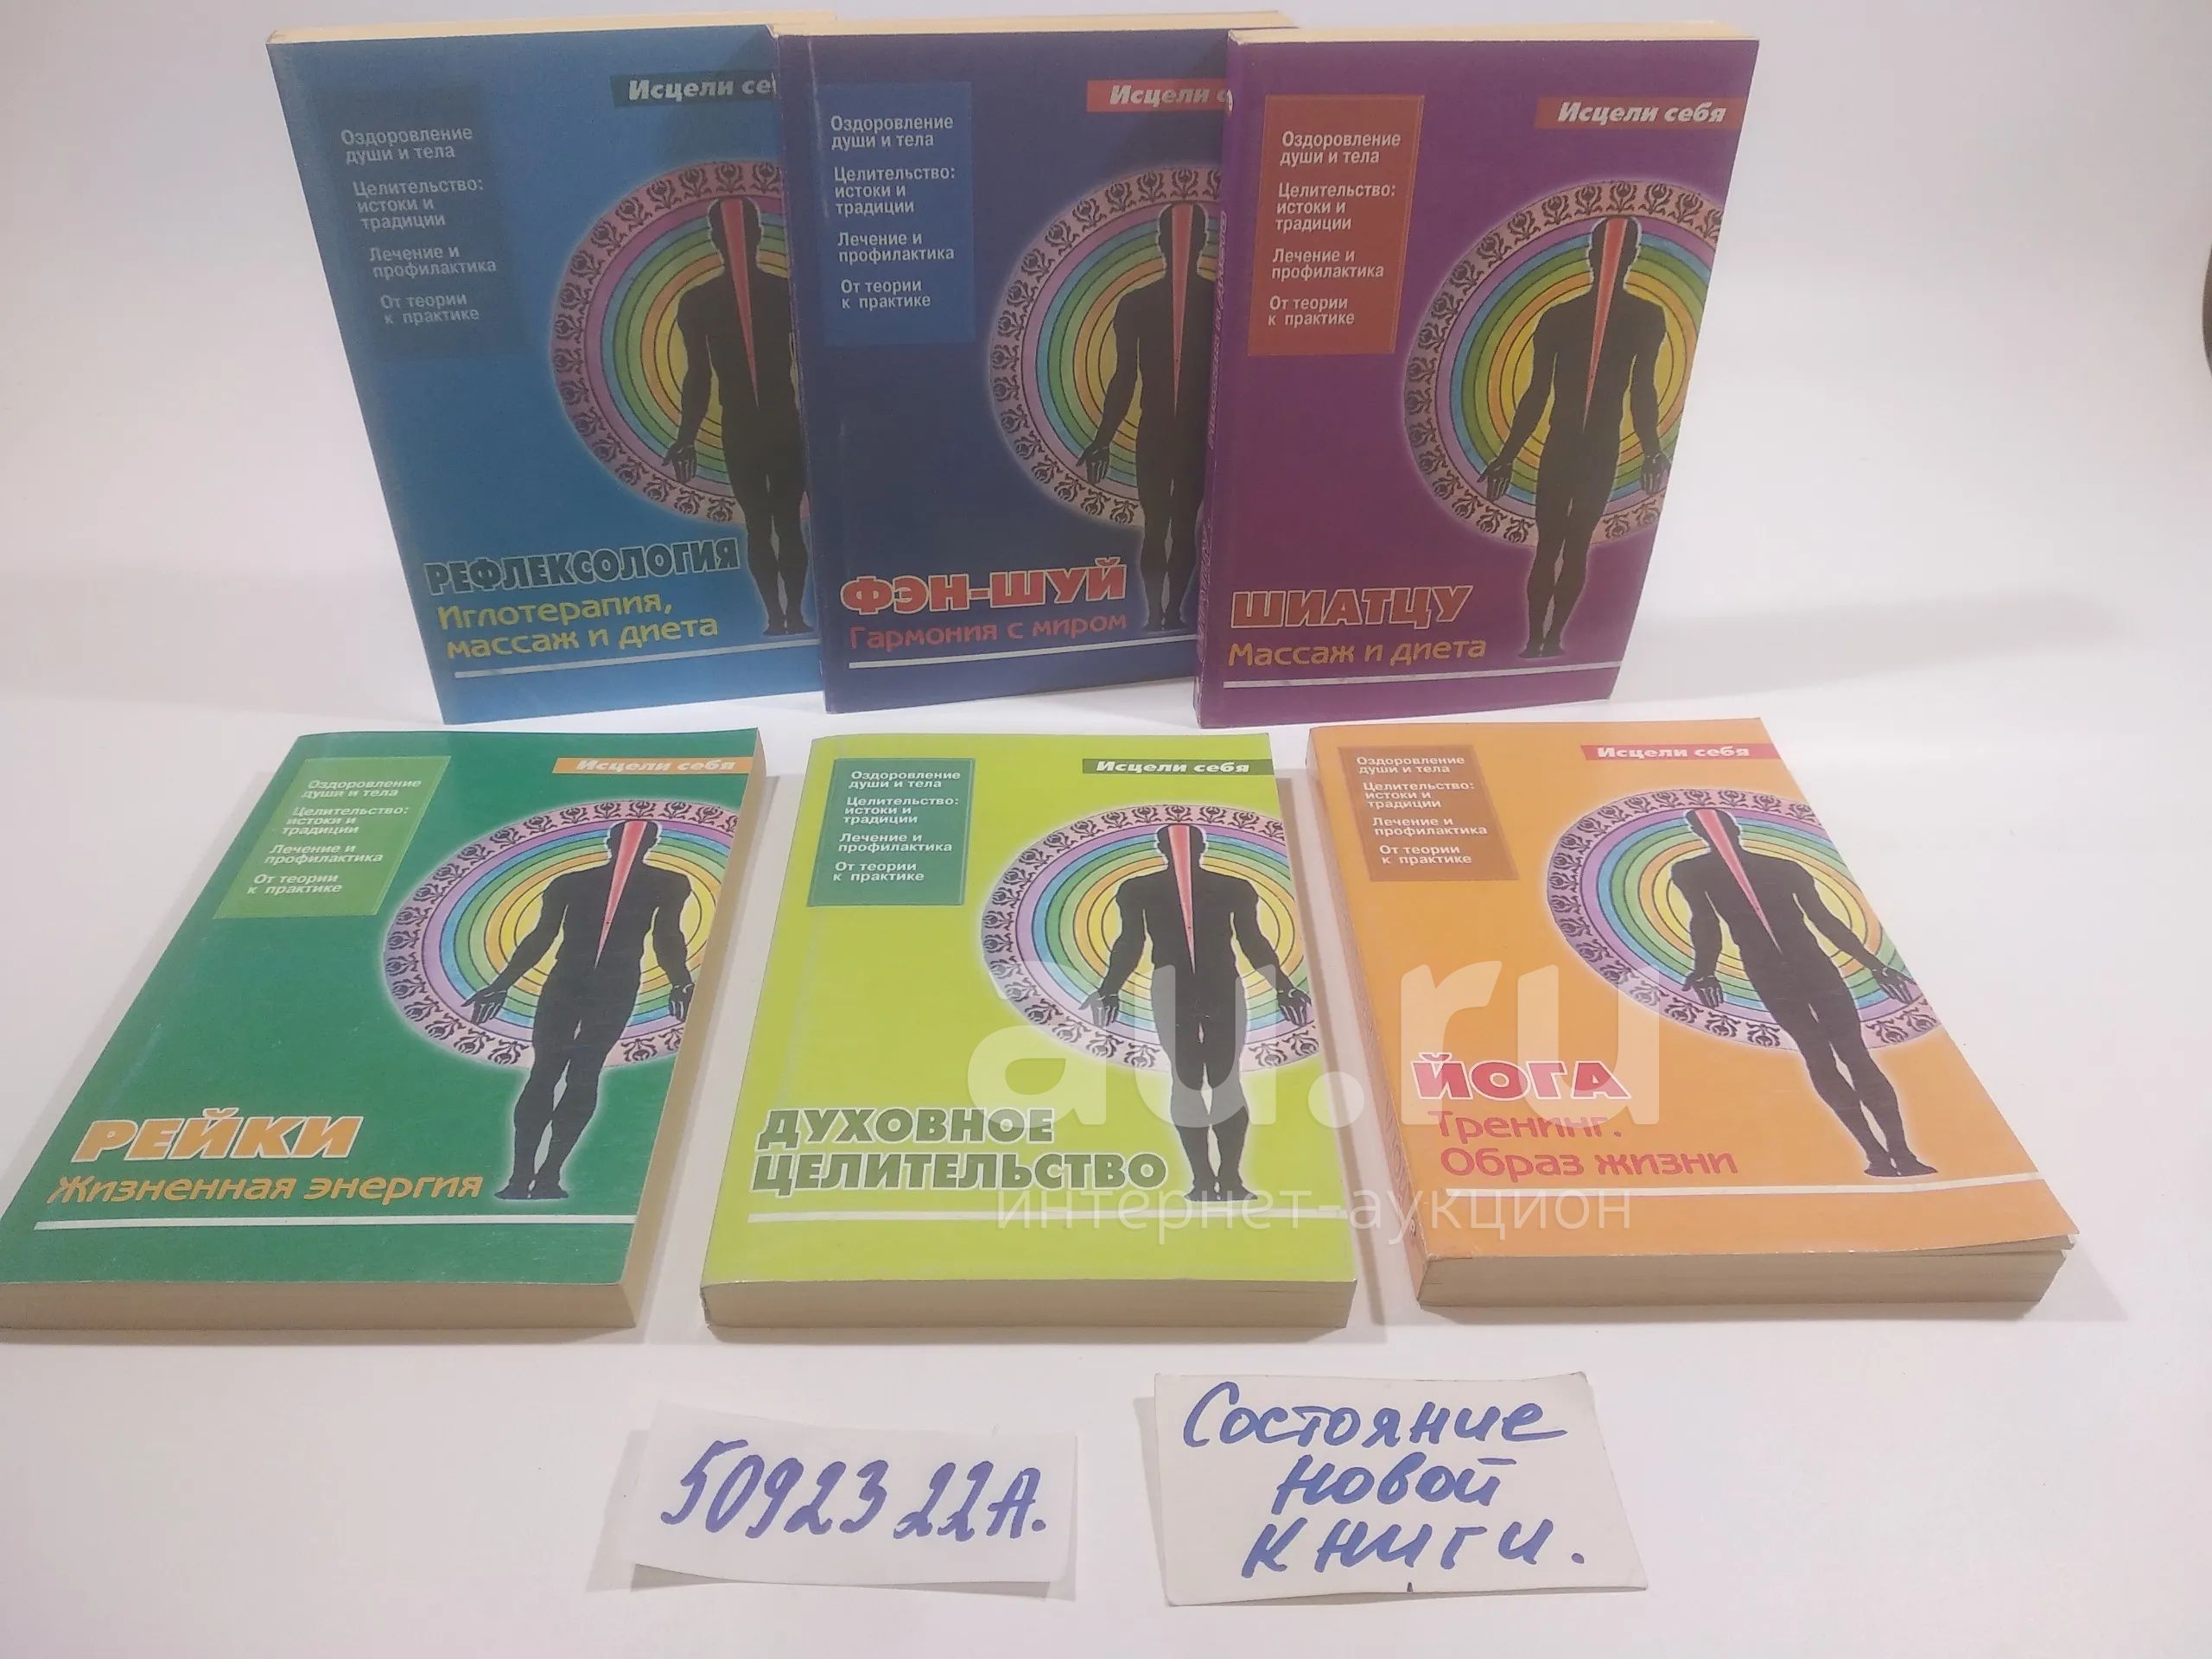 Исцели се
Оздоровление
души и тела
Целительство:
истоки и
традиции
Лечение и
профилактика
От теории
к практике
РЕФЛЕКСОЛОГИЯ
Иглотерапия,
массаж и диета
Исцели с
Оздоровление
души и тела
Целительство:
истоки и
традиции
Лечение и
профилактика
От теории
к практике
ФЭН-ШУЙ
Гармония с миром
Исцели себя
Оздоровление
души и тела
Целительство:
истоки и
традиции
Лечение и
профилактика
От теории
к практике
ШИАТЦУ
Массаж и диета
Исцели себя
Оздоровление
души и тела
Целительство:
истоки и
традиции
Лечение и
профилактика
От теории
к практике
РЕЙКИ
Жизненная энергия
Исцели себя
Оздоровление
души и тела
Целительство:
истоки и
традиции
Лечение и
профилактика
От теории
к практике
ДУХОВНОЕ
ЦЕЛИТЕЛЬСТВО
Исцели себя
Оздоровление
души и тела
Целительство:
истоки и
традиции
Лечение и
профилактика
От теории
к практике
ЙОГА
Тренинг.
Образ жизни
au.ru
интернет-аукцион
5092322А.
Состояние
новой
книги.